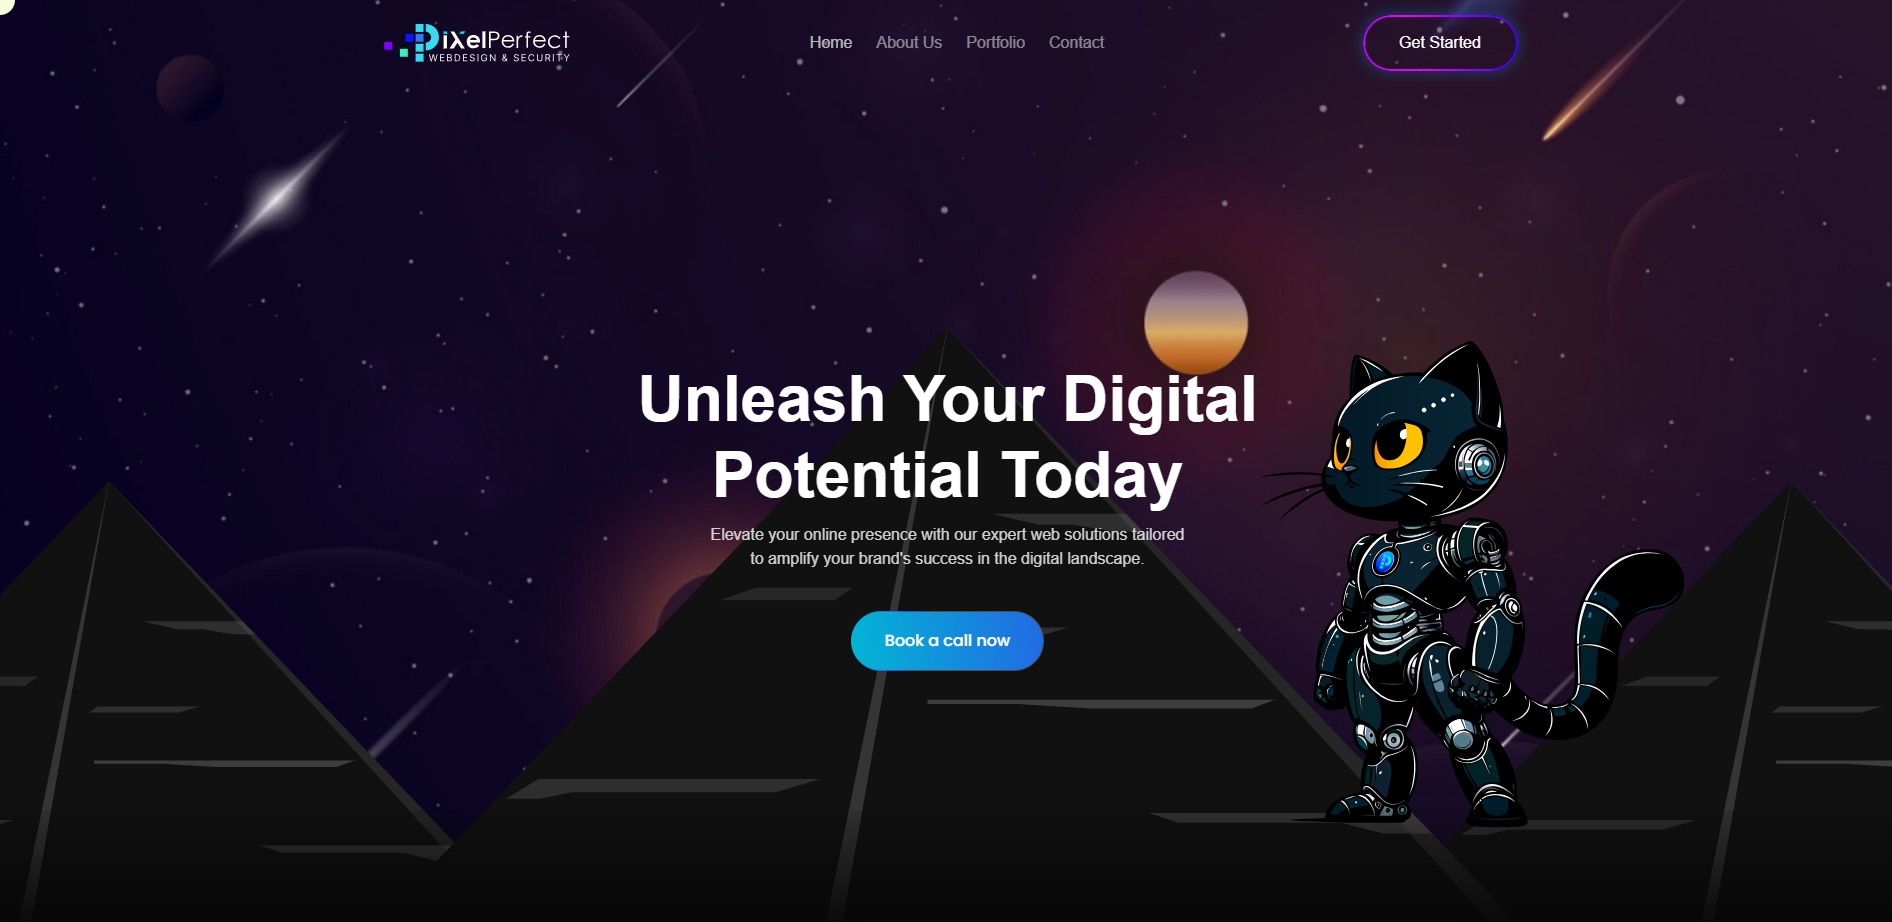 PiXelPerfect
WEBDESIGN & SECURITY
Home
About Us
Portfolio
Contact
Get Started
Unleash Your Digital
Potential Today
Elevate your online presence with our expert web solutions tailored
to amplify your brand's success in the digital landscape.
Book a call now